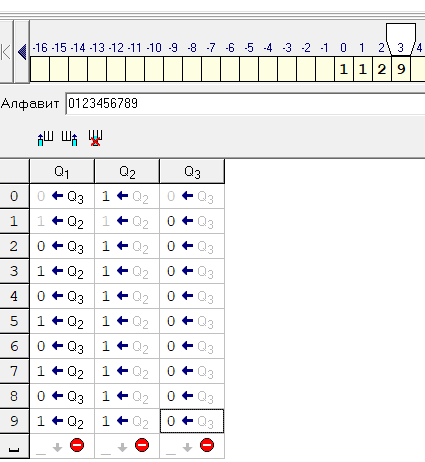 -16 -15 -14 -13 -12 -11 -10 -9 -8 -7 -6 -5 -4 -3 -2 -1 0 1 2 3 4
1 1 2 9
Алфавит 0123456789
Q1 Q2 Q3
0 0 ← Q3 1 ← Q2 0 ← Q3
1 1 ← Q2 1 ← Q2 0 ← Q3
2 0 ← Q3 1 ← Q2 0 ← Q3
3 1 ← Q2 1 ← Q2 0 ← Q3
4 0 ← Q3 1 ← Q2 0 ← Q3
5 1 ← Q2 1 ← Q2 0 ← Q3
6 0 ← Q3 1 ← Q2 0 ← Q3
7 1 ← Q2 1 ← Q2 0 ← Q3
8 0 ← Q3 1 ← Q2 0 ← Q3
9 1 ← Q2 1 ← Q2 0 ← Q3
␣ _ ↓ _ ↓ _ ↓